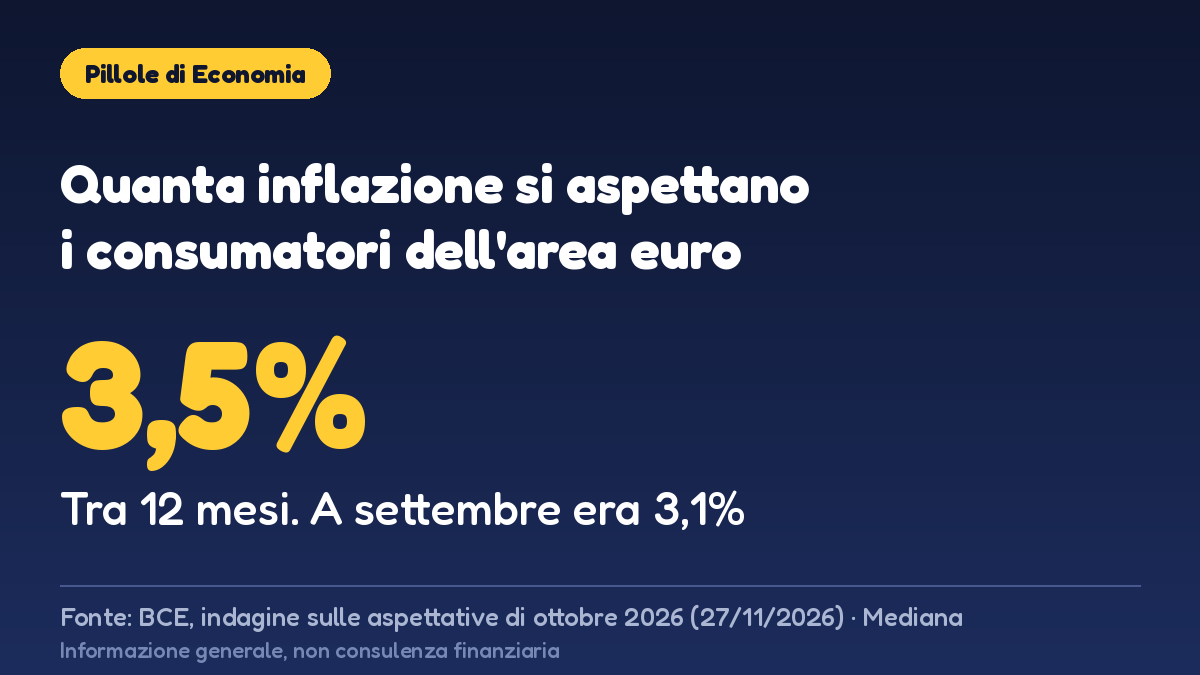 Pillole di Economia
Quanta inflazione si aspettano
i consumatori dell'area euro
3,5%
Tra 12 mesi. A settembre era 3,1%
Fonte: BCE, indagine sulle aspettative di ottobre 2026 (27/11/2026) · Mediana
Informazione generale, non consulenza finanziaria